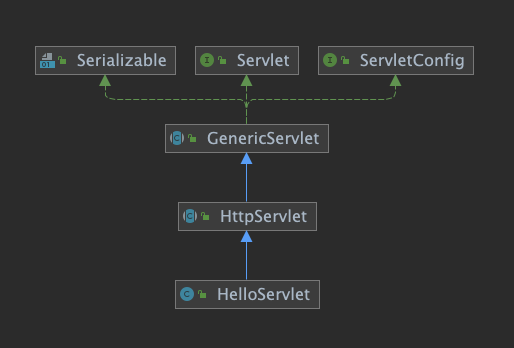 Serializable
Servlet
ServletConfig
GenericServlet
HttpServlet
HelloServlet